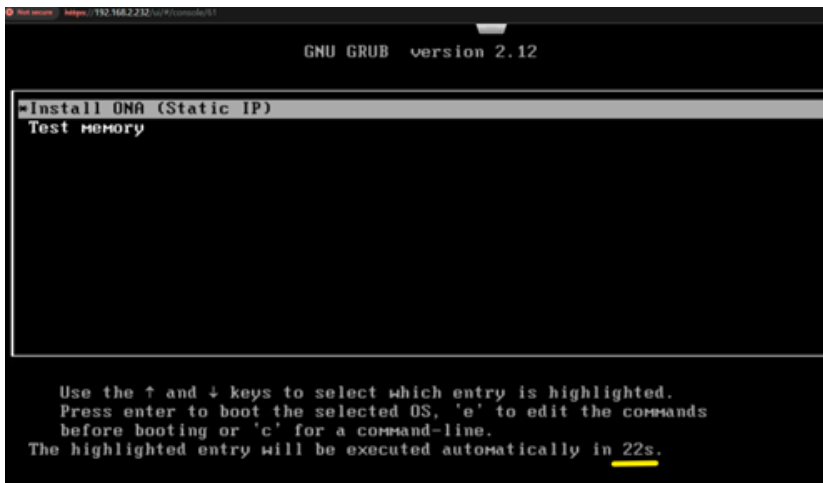 Not secure https://192.168.2.232/ui/#/console/61
GNU GRUB version 2.12
*Install ONA (Static IP)
Test memory
Use the ↑ and ↓ keys to select which entry is highlighted.
Press enter to boot the selected OS, 'e' to edit the commands
before booting or 'c' for a command-line.
The highlighted entry will be executed automatically in 22s.